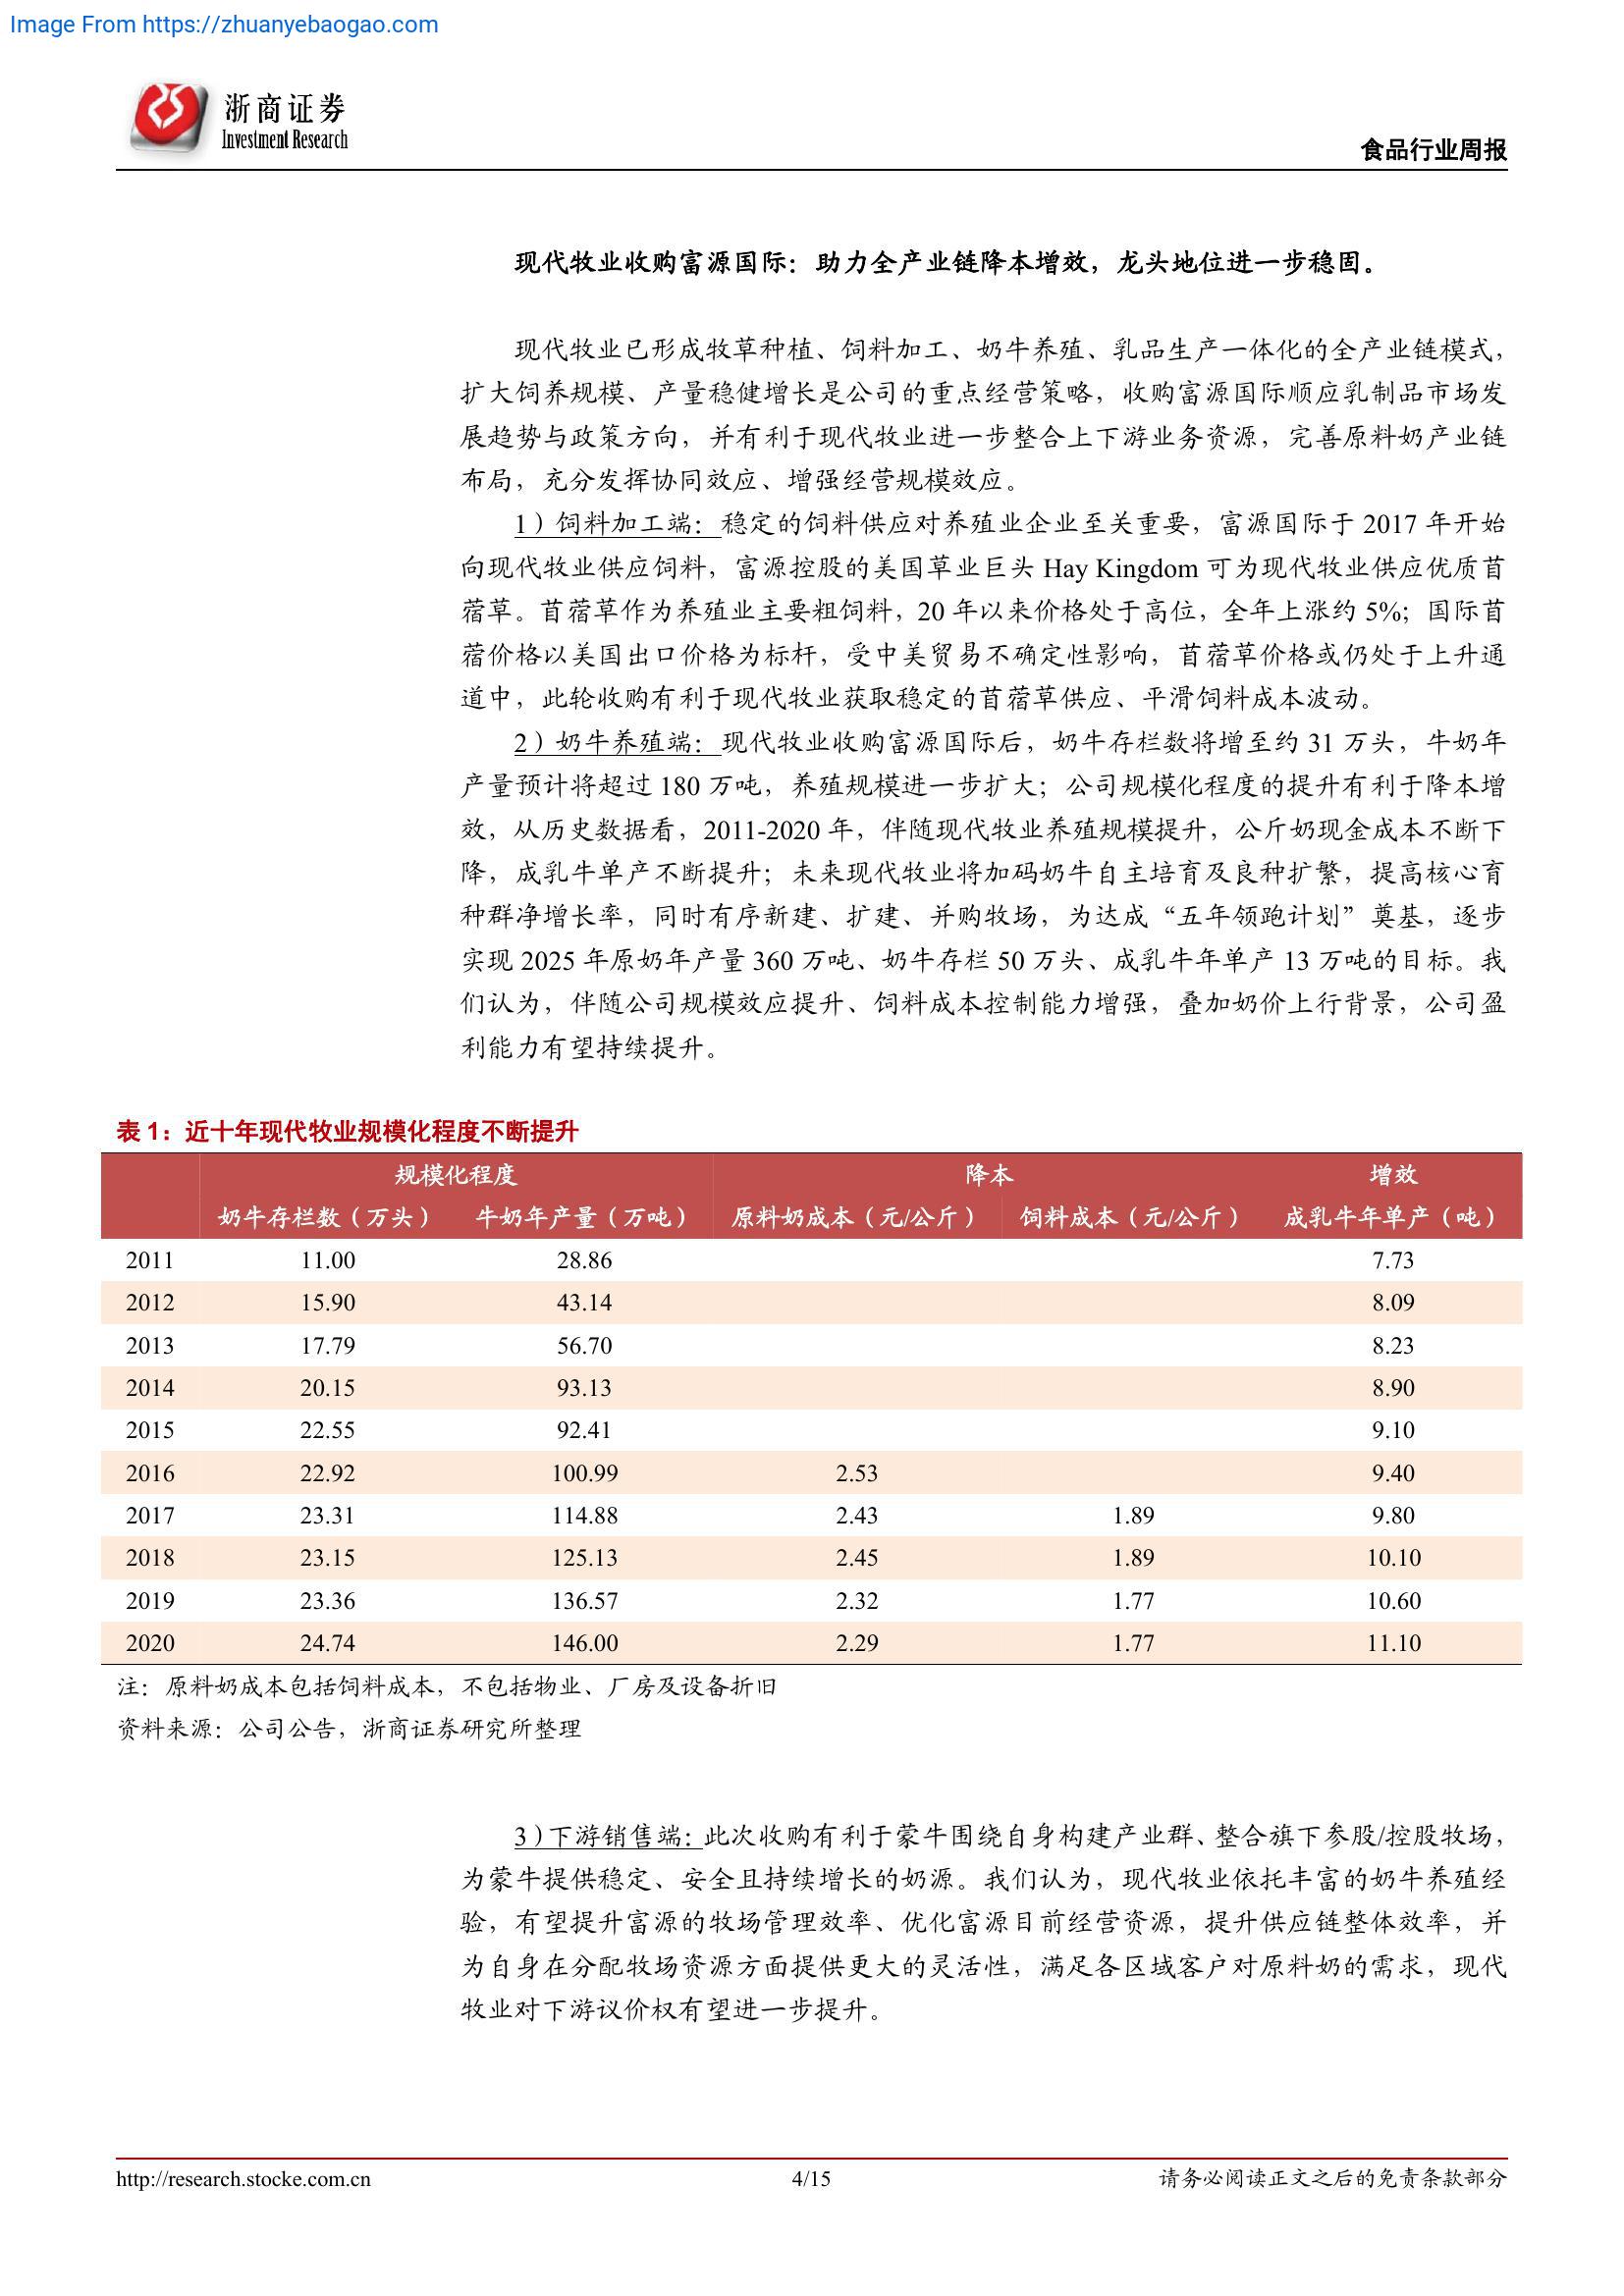 Image From https://zhuanyebaogao.com
浙商证券
Investment Research
食品行业周报
现代牧业收购富源国际：助力全产业链降本增效，龙头地位进一步稳固。
现代牧业已形成牧草种植、饲料加工、奶牛养殖、乳品生产一体化的全产业链模式，
扩大饲养规模、产量稳健增长是公司的重点经营策略，收购富源国际顺应乳制品市场发
展趋势与政策方向，并有利于现代牧业进一步整合上下游业务资源，完善原料奶产业链
布局，充分发挥协同效应、增强经营规模效应。
1）饲料加工端：稳定的饲料供应对养殖业企业至关重要，富源国际于 2017 年开始
向现代牧业供应饲料，富源控股的美国草业巨头 Hay Kingdom 可为现代牧业供应优质苜
蓿草。苜蓿草作为养殖业主要粗饲料，20 年以来价格处于高位，全年上涨约 5%；国际苜
蓿价格以美国出口价格为标杆，受中美贸易不确定性影响，苜蓿草价格或仍处于上升通
道中，此轮收购有利于现代牧业获取稳定的苜蓿草供应、平滑饲料成本波动。
2）奶牛养殖端：现代牧业收购富源国际后，奶牛存栏数将增至约 31 万头，牛奶年
产量预计将超过 180 万吨，养殖规模进一步扩大；公司规模化程度的提升有利于降本增
效，从历史数据看，2011-2020 年，伴随现代牧业养殖规模提升，公斤奶现金成本不断下
降，成乳牛单产不断提升；未来现代牧业将加码奶牛自主培育及良种扩繁，提高核心育
种群净增长率，同时有序新建、扩建、并购牧场，为达成“五年领跑计划”奠基，逐步
实现 2025 年原奶年产量 360 万吨、奶牛存栏 50 万头、成乳牛年单产 13 万吨的目标。我
们认为，伴随公司规模效应提升、饲料成本控制能力增强，叠加奶价上行背景，公司盈
利能力有望持续提升。
表 1：近十年现代牧业规模化程度不断提升
规模化程度 降本 增效
奶牛存栏数（万头） 牛奶年产量（万吨） 原料奶成本（元/公斤） 饲料成本（元/公斤） 成乳牛年单产（吨）
2011 11.00 28.86 7.73
2012 15.90 43.14 8.09
2013 17.79 56.70 8.23
2014 20.15 93.13 8.90
2015 22.55 92.41 9.10
2016 22.92 100.99 2.53 9.40
2017 23.31 114.88 2.43 1.89 9.80
2018 23.15 125.13 2.45 1.89 10.10
2019 23.36 136.57 2.32 1.77 10.60
2020 24.74 146.00 2.29 1.77 11.10
注：原料奶成本包括饲料成本，不包括物业、厂房及设备折旧
资料来源：公司公告，浙商证券研究所整理
3）下游销售端：此次收购有利于蒙牛围绕自身构建产业群、整合旗下参股/控股牧场，
为蒙牛提供稳定、安全且持续增长的奶源。我们认为，现代牧业依托丰富的奶牛养殖经
验，有望提升富源的牧场管理效率、优化富源目前经营资源，提升供应链整体效率，并
为自身在分配牧场资源方面提供更大的灵活性，满足各区域客户对原料奶的需求，现代
牧业对下游议价权有望进一步提升。
http://research.stocke.com.cn 4/15 请务必阅读正文之后的免责条款部分